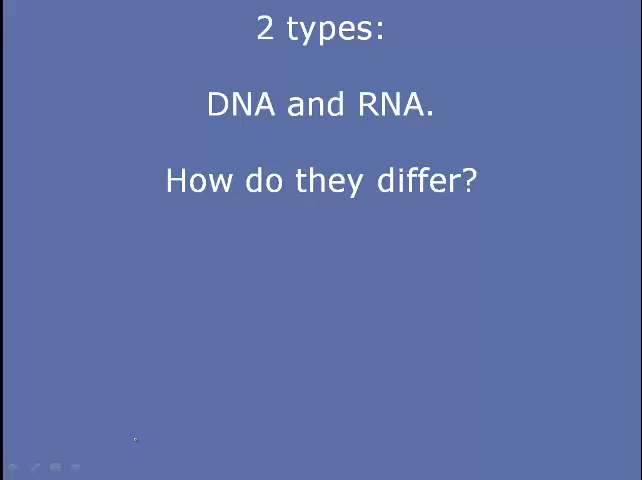 2 types:
DNA and RNA.
How do they differ?